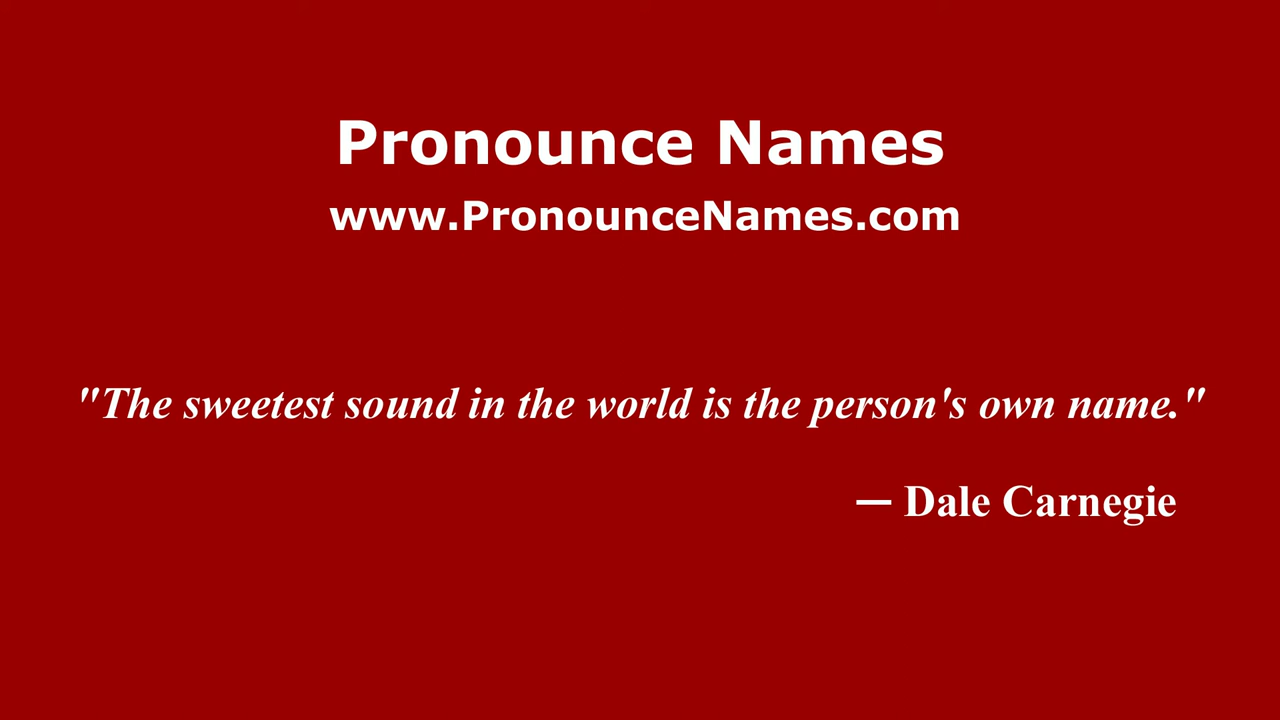 Pronounce Names
www.PronounceNames.com
"The sweetest sound in the world is the person's own name."
— Dale Carnegie